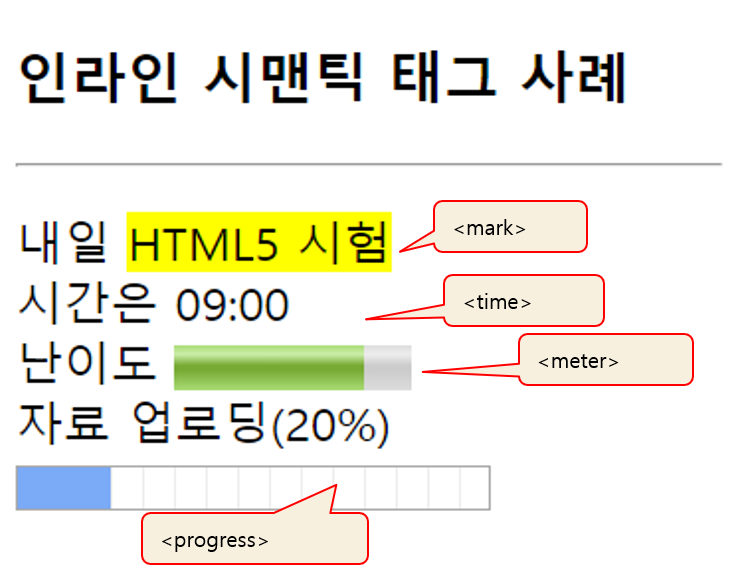 인라인 시맨틱 태그 사례
내일 HTML5 시험
<mark>
시간은 09:00
<time>
난이도
<meter>
자료 업로딩(20%)
<progress>